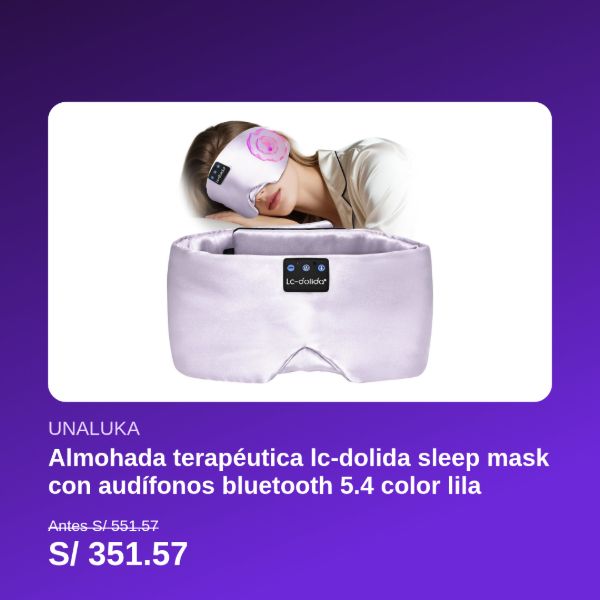 Lc-dolida
UNALUKA
Almohada terapéutica lc-dolida sleep mask
con audífonos bluetooth 5.4 color lila
Antes S/ 551.57
S/ 351.57